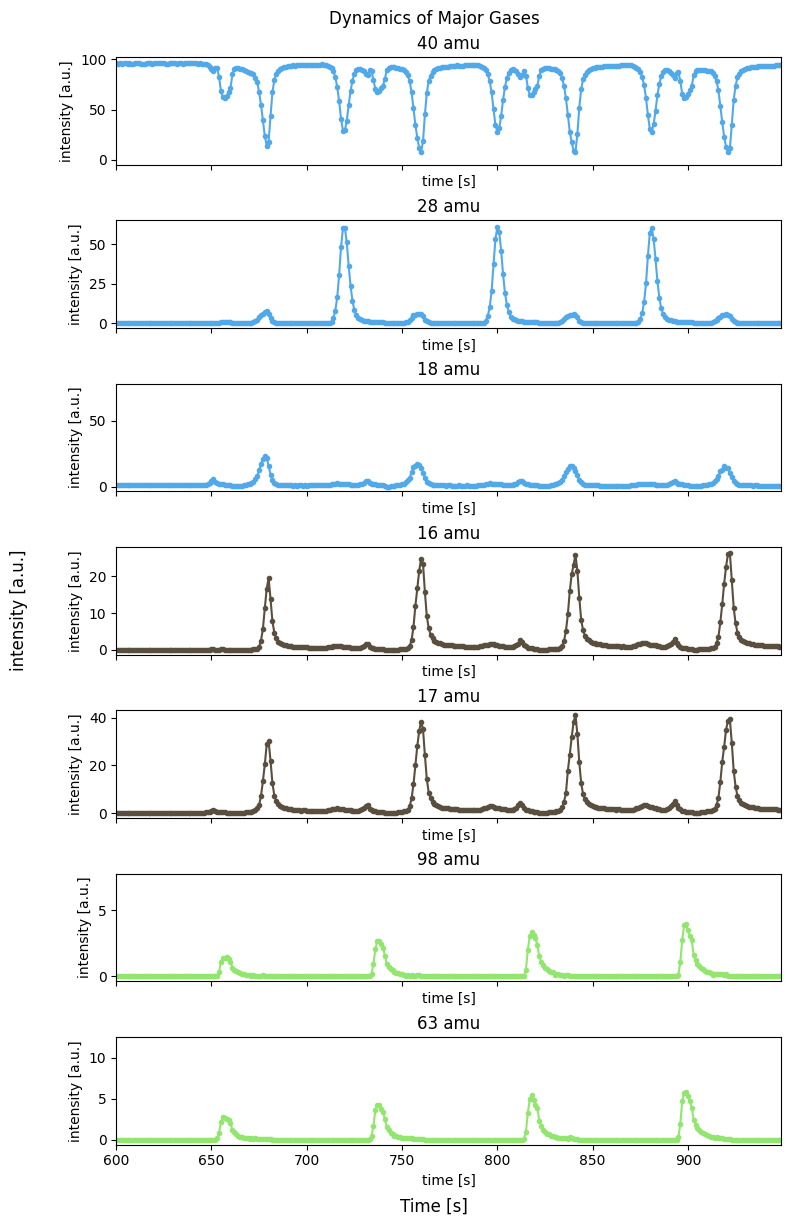 Dynamics of Major Gases
40 amu
100
50
0
intensity [a.u.]
time [s]
28 amu
50
25
0
intensity [a.u.]
time [s]
18 amu
50
0
intensity [a.u.]
time [s]
16 amu
20
10
0
intensity [a.u.]
time [s]
intensity [a.u.]
17 amu
40
20
0
intensity [a.u.]
time [s]
98 amu
5
0
intensity [a.u.]
time [s]
63 amu
10
5
0
intensity [a.u.]
600 650 700 750 800 850 900
time [s]
Time [s]